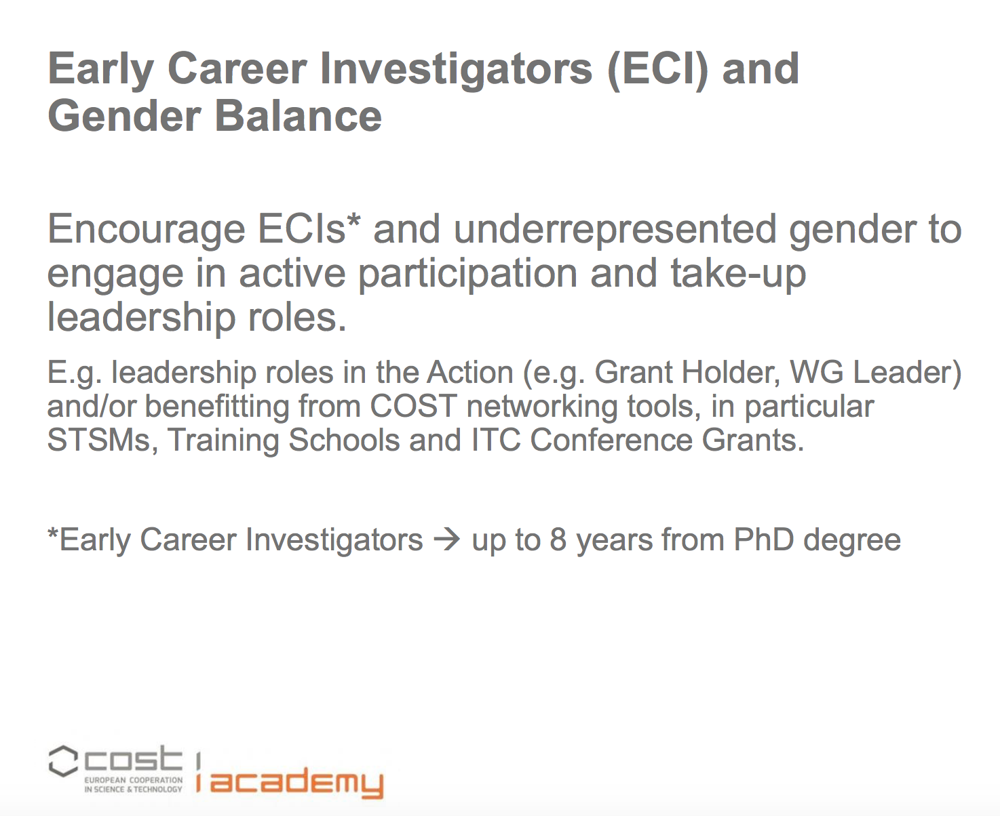 Early Career Investigators (ECI) and
Gender Balance
Encourage ECIs* and underrepresented gender to
engage in active participation and take-up
leadership roles.
E.g. leadership roles in the Action (e.g. Grant Holder, WG Leader)
and/or benefitting from COST networking tools, in particular
STSMs, Training Schools and ITC Conference Grants.
*Early Career Investigators → up to 8 years from PhD degree
cost
EUROPEAN COOPERATION
IN SCIENCE & TECHNOLOGY
academy